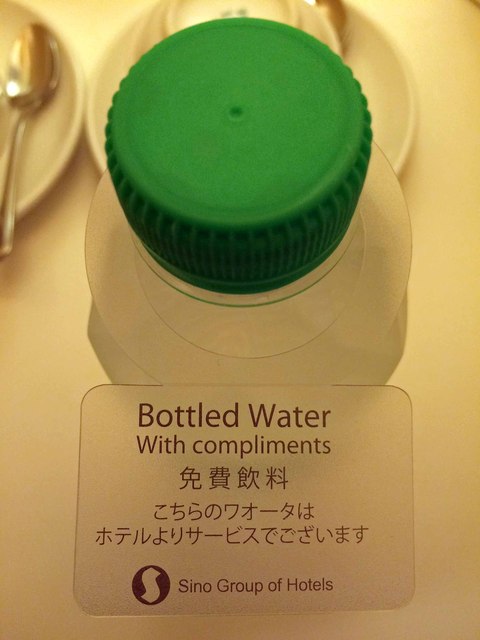 Bottled Water
With compliments
免費飲料
こちらのワオータは
ホテルよりサービスでございます
Sino Group of Hotels